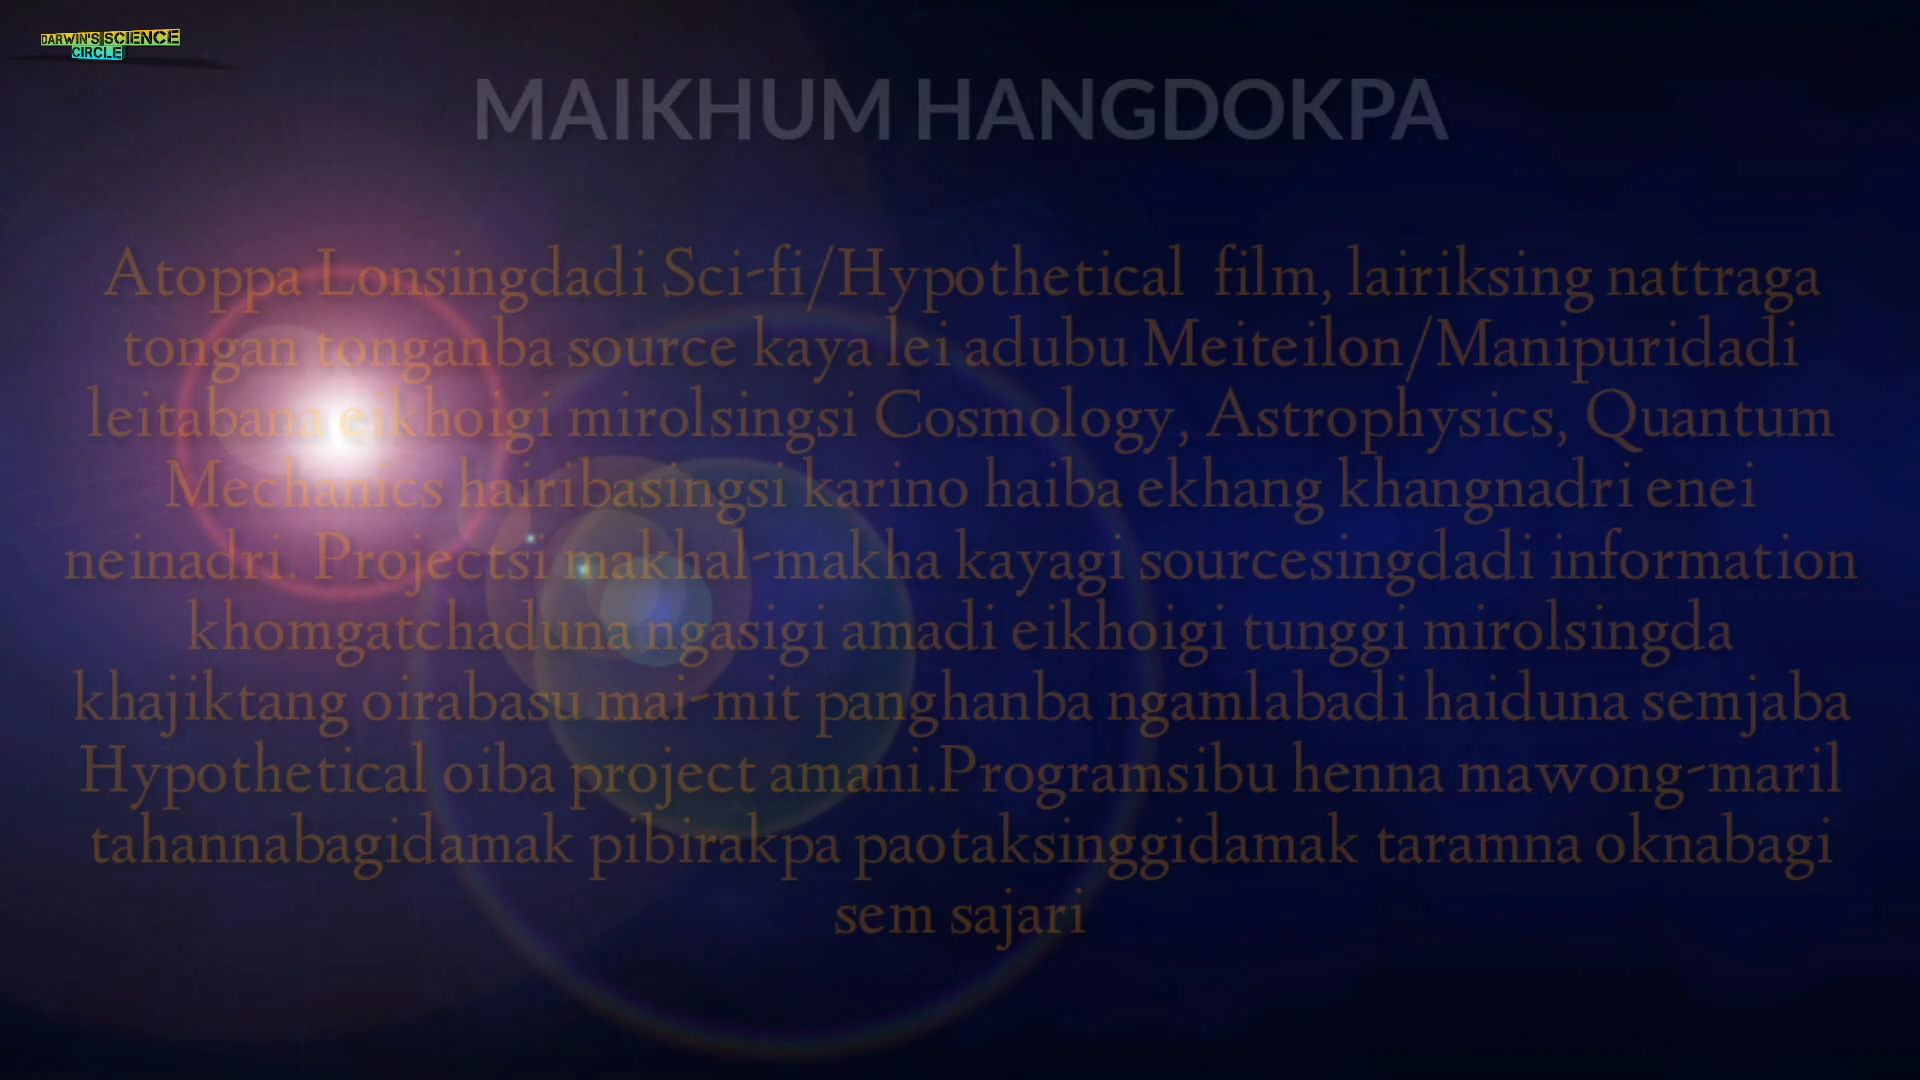 DARWIN'S SCIENCE
CIRCLE
MAIKHUM HANGDOKPA
Atoppa Lonsingdadi Sci-fi/Hypothetical film, lairiksing nattraga
tongan tonganba source kaya lei adubu Meiteilon/Manipuridadi
leitabana eikhoigi mirolsingsi Cosmology, Astrophysics, Quantum
Mechanics hairibasingsi karino haiba ekhang khangnadri enei
neinadri. Projectsi makhal-makha kayagi sourcesingdadi information
khomgatchaduna ngasigi amadi eikhoigi tunggi mirolsingda
khajiktang oirabasu mai-mit panghanba ngamlabadi haiduna semjaba
Hypothetical oiba project amani.Programsibu henna mawong-maril
tahannabagidamak pibirakpa paotaksinggidamak taramna oknabagi
sem sajari